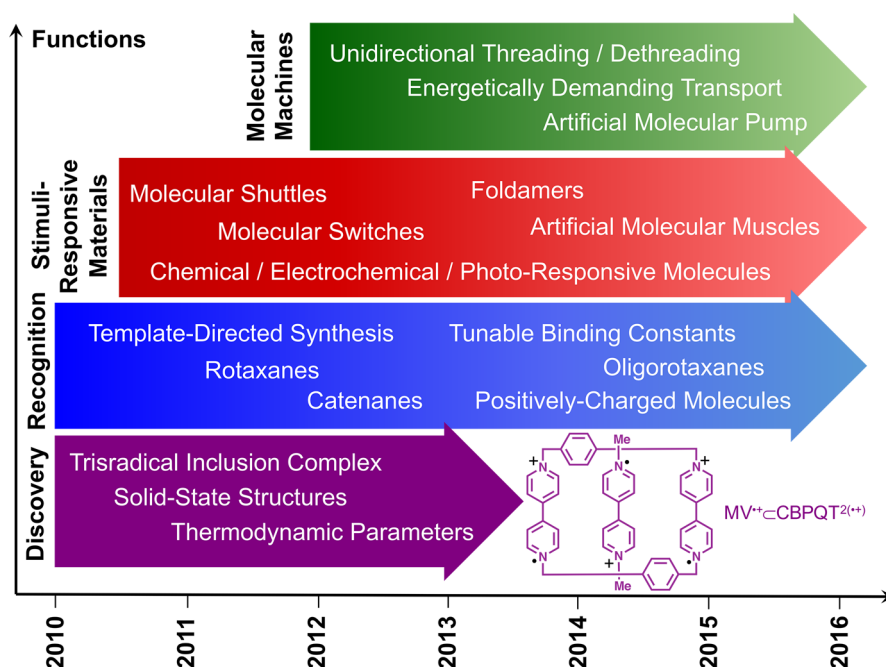 Functions
Molecular
Machines
Unidirectional Threading / Dethreading
Energetically Demanding Transport
Artificial Molecular Pump
Stimuli-
Responsive
Materials
Molecular Shuttles
Foldamers
Molecular Switches
Artificial Molecular Muscles
Chemical / Electrochemical / Photo-Responsive Molecules
Recognition
Template-Directed Synthesis
Tunable Binding Constants
Rotaxanes
Oligorotaxanes
Catenanes
Positively-Charged Molecules
Discovery
Trisradical Inclusion Complex
Solid-State Structures
Thermodynamic Parameters
Me
+ N N• N +
MV•+⊂CBPQT2(•+)
N• + N N•
Me
2010 2011 2012 2013 2014 2015 2016